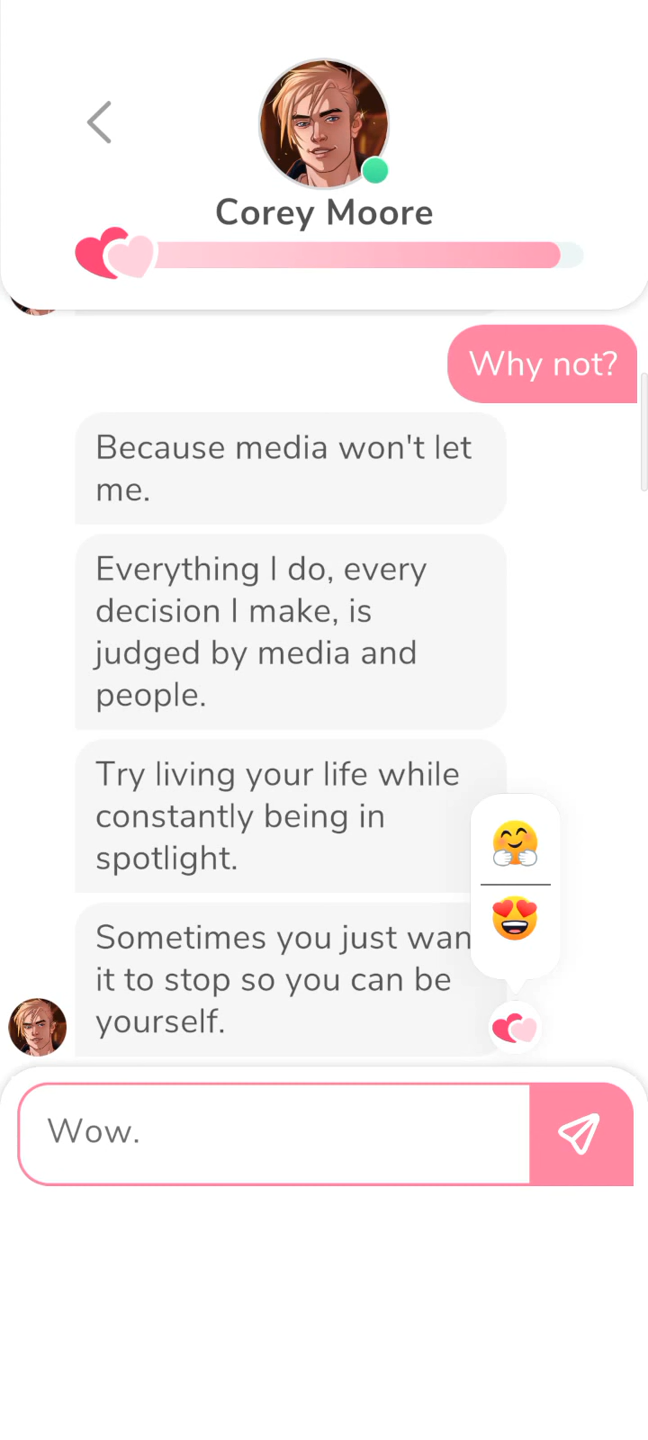 Corey Moore
Why not?
Because media won't let
me.
Everything I do, every
decision I make, is
judged by media and
people.
Try living your life while
constantly being in
spotlight.
Sometimes you just wan
it to stop so you can be
yourself.
Wow.